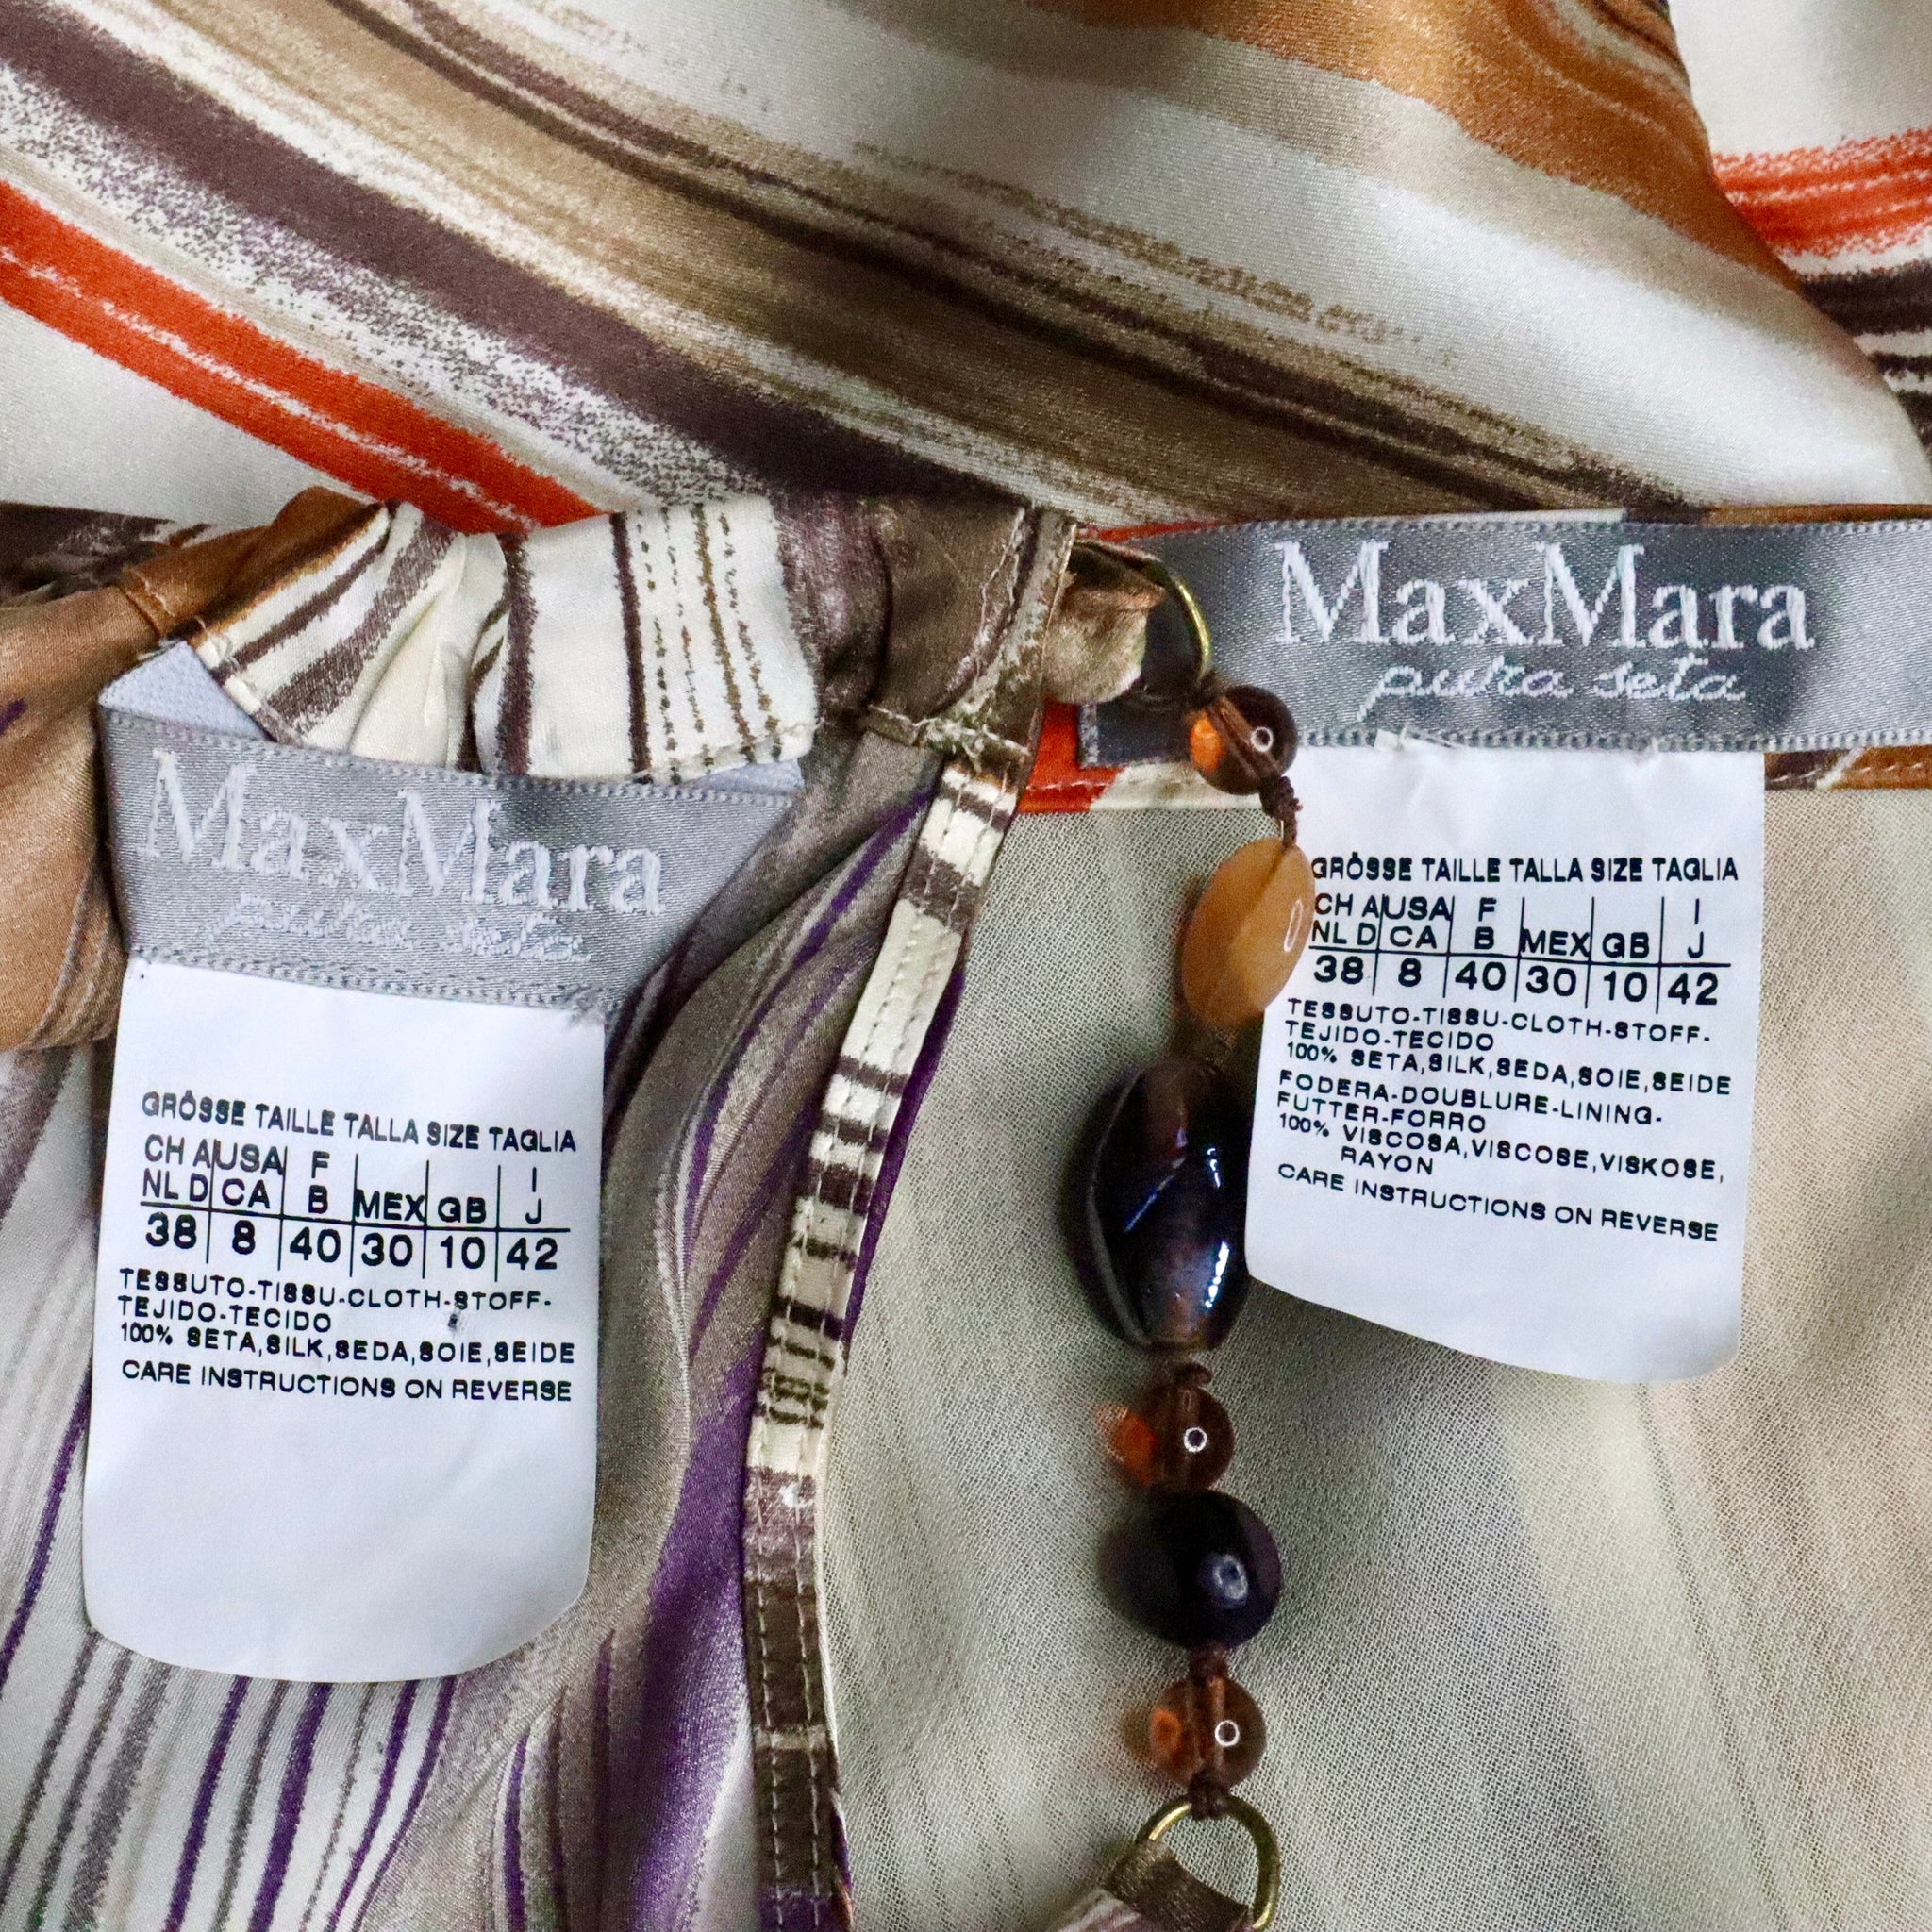 MaxMara
pura seta
GRÖSSE TAILLE TALLA SIZE TAGLIA
CH A USA F I
NL D CA B MEX GB J
38 8 40 30 10 42
TESSUTO-TISSU-CLOTH-STOFF-
TEJIDO-TECIDO
100% SETA,SILK,SEDA,SOIE,SEIDE
CARE INSTRUCTIONS ON REVERSE
MaxMara
pura seta
GRÖSSE TAILLE TALLA SIZE TAGLIA
CH A USA F I
NL D CA B MEX GB J
38 8 40 30 10 42
TESSUTO-TISSU-CLOTH-STOFF-
TEJIDO-TECIDO
100% SETA,SILK,SEDA,SOIE,SEIDE
FODERA-DOUBLURE-LINING-
FUTTER-FORRO
100% VISCOSA,VISCOSE,VISKOSE,
RAYON
CARE INSTRUCTIONS ON REVERSE